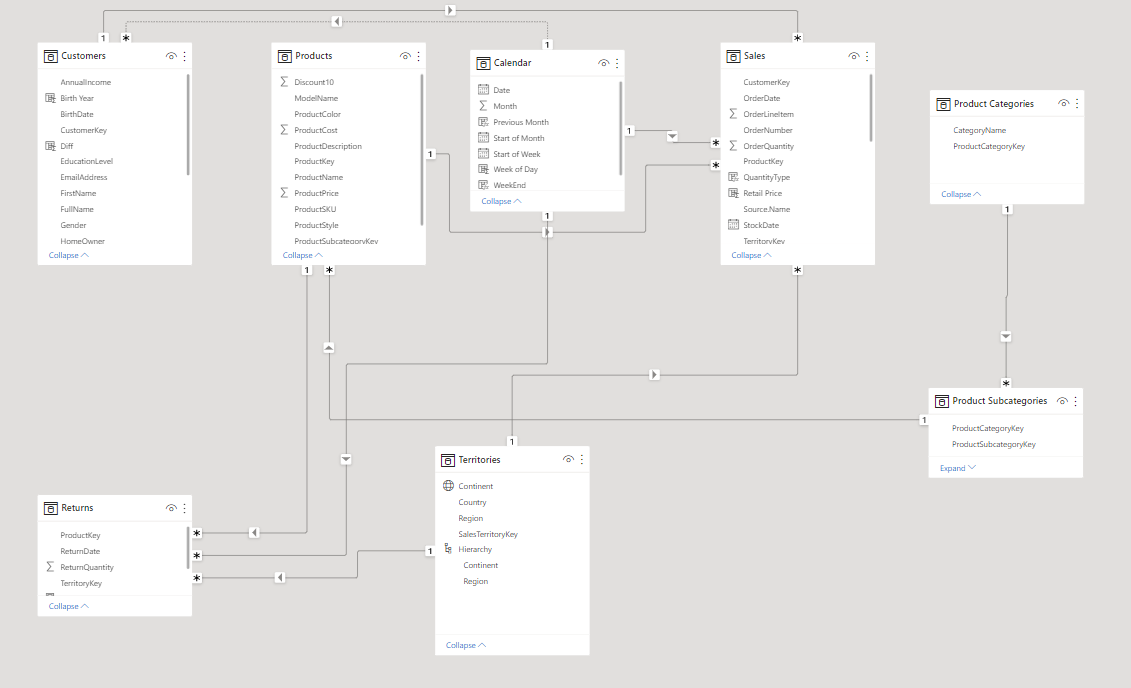 1
*
1
*
Customers
AnnualIncome
Birth Year
BirthDate
CustomerKey
Diff
EducationLevel
EmailAddress
FirstName
FullName
Gender
HomeOwner
Collapse
Products
Discount10
ModelName
ProductColor
ProductCost
ProductDescription
ProductKey
ProductName
ProductPrice
ProductSKU
ProductStyle
ProductSubcategoryKey
Collapse
1
Calendar
Date
Month
Previous Month
Start of Month
Start of Week
Week of Day
WeekEnd
Collapse
1
*
*
1
Sales
CustomerKey
OrderDate
OrderLineItem
OrderNumber
OrderQuantity
ProductKey
QuantityType
Retail Price
Source.Name
StockDate
TerritoryKey
Collapse
Product Categories
CategoryName
ProductCategoryKey
Collapse
1
1
*
*
*
Product Subcategories
ProductCategoryKey
ProductSubcategoryKey
Expand
1
1
Territories
Continent
Country
Region
SalesTerritoryKey
Hierarchy
Continent
Region
Collapse
Returns
ProductKey
ReturnDate
ReturnQuantity
TerritoryKey
Collapse
*
*
*
1